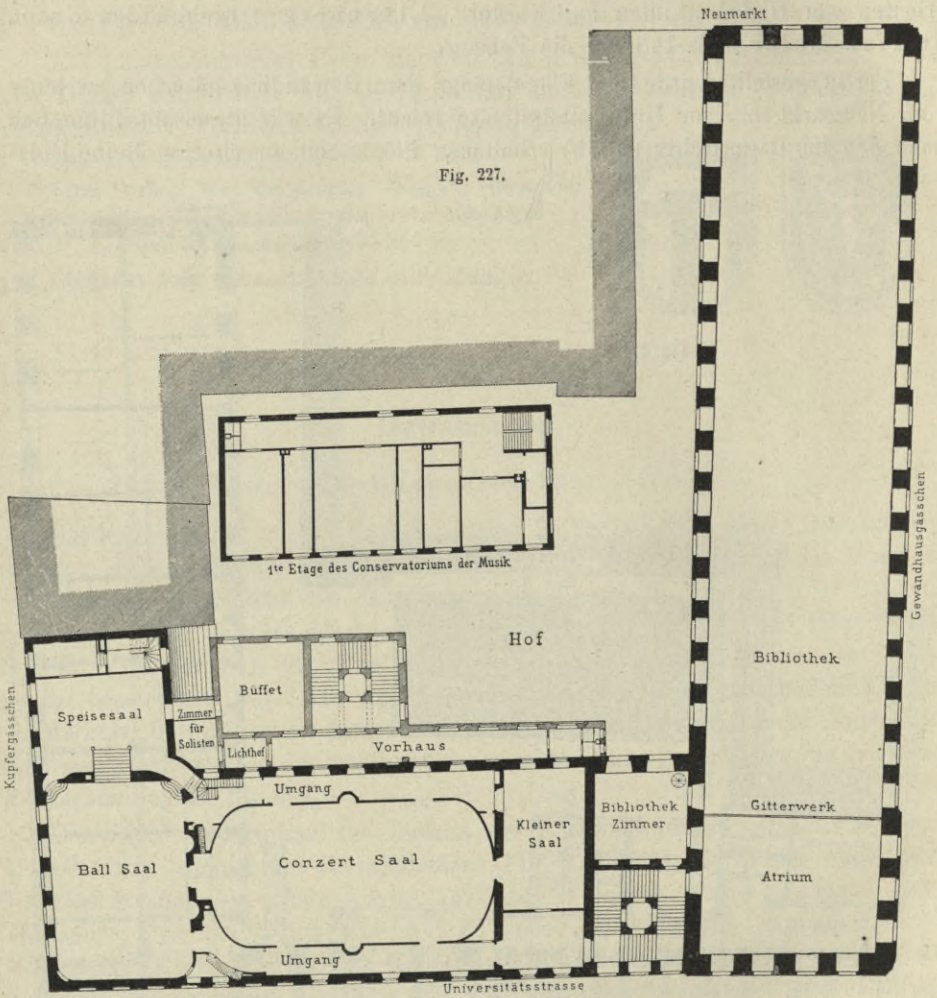 Neumarkt
Fig. 227.
1te Etage des Conservatoriums der Musik
Hof
Gewandhausgässchen
Bibliothek
Büffet
Speisesaal
Zimmer
für
Solisten
Kupfergässchen
Lichthof
Vorhaus
Umgang
Bibliothek
Zimmer
Gitterwerk
Kleiner
Saal
Conzert Saal
Ball Saal
Atrium
Umgang
Universitätsstrasse